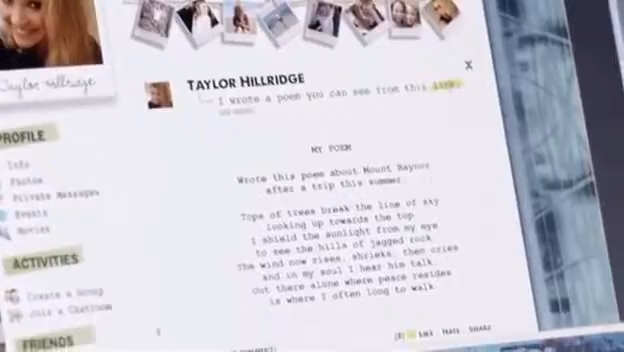 Taylor Hillridge
PROFILE
Info
Photos
Private Messages
Events
Movies
ACTIVITIES
Create a Group
Join a Chatroom
FRIENDS
TAYLOR HILLRIDGE
X
I wrote a poem you can see from this link.
MY POEM
Wrote this poem about Mount Raynor
after a trip this summer
Tops of trees break the line of sky
looking up towards the top
I shield the sunlight from my eye
to see the hills of jagged rock
The wind now rises, shrieks, then cries
and in my soul I hear him talk.
Out there alone where peace resides
is where I often long to walk
LIKE HATE SHARE